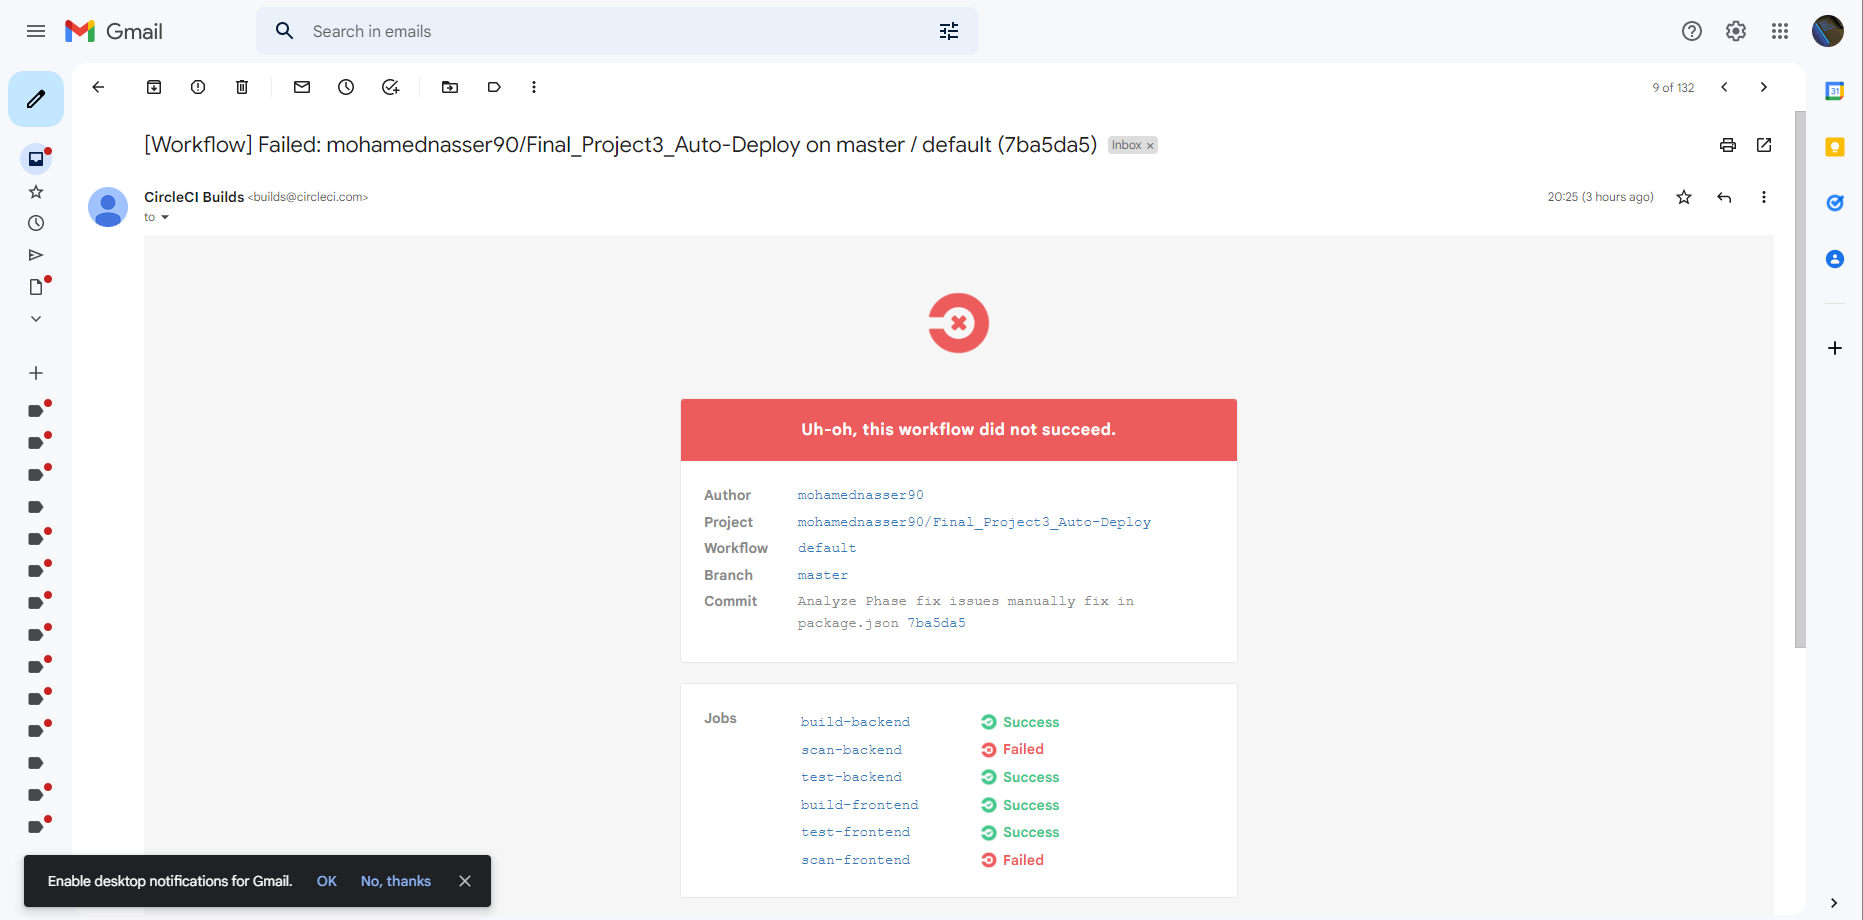 Gmail
Search in emails
9 of 132
[Workflow] Failed: mohamednasser90/Final_Project3_Auto-Deploy on master / default (7ba5da5)
Inbox ×
CircleCI Builds <builds@circleci.com>
20:25 (3 hours ago)
to
31
Uh-oh, this workflow did not succeed.
Author mohamednasser90
Project mohamednasser90/Final_Project3_Auto-Deploy
Workflow default
Branch master
Commit Analyze Phase fix issues manually fix in
package.json 7ba5da5
Jobs build-backend Success
scan-backend Failed
test-backend Success
build-frontend Success
test-frontend Success
scan-frontend Failed
Enable desktop notifications for Gmail. OK No, thanks